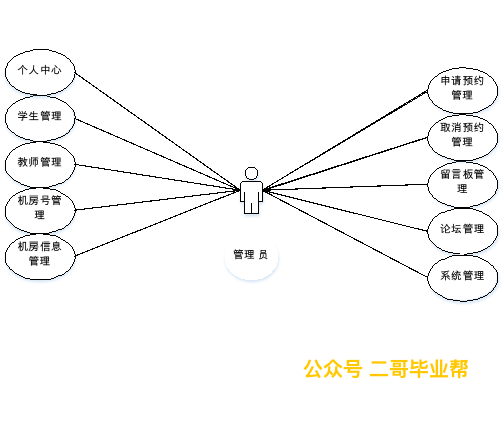 个人中心
学生管理
教师管理
机房号管
理
机房信息
管理
管理 员
申请预约
管理
取消预约
管理
留言板管
理
论坛管理
系统管理
公众号 二哥毕业帮